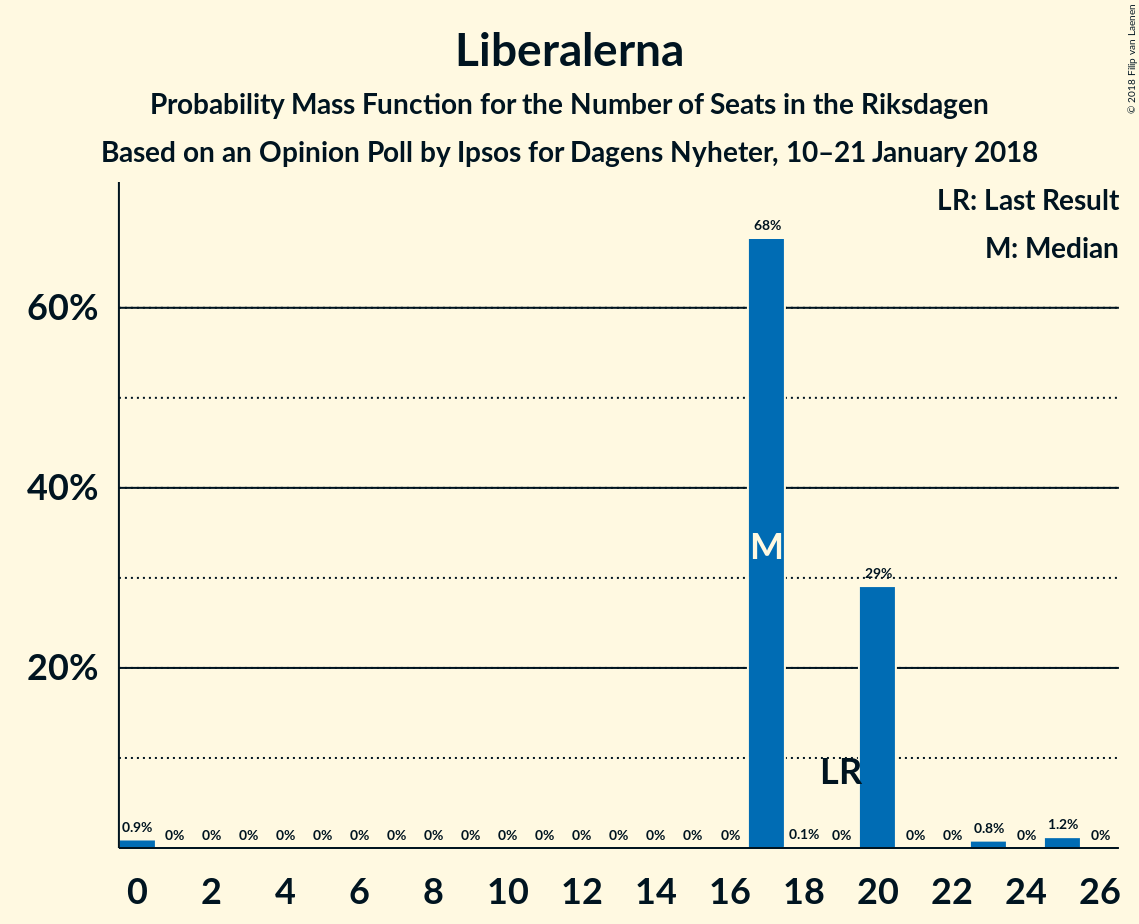 Liberalerna
Probability Mass Function for the Number of Seats in the Riksdagen
Based on an Opinion Poll by Ipsos for Dagens Nyheter, 10–21 January 2018
© 2018 Filip van Laenen
LR: Last Result
M: Median
60%
40%
20%
0.9% 0% 0% 0% 0% 0% 0% 0% 0% 0% 0% 0% 0% 0% 0% 0% 0% 68% 0.1% 0% 29% 0% 0% 0.8% 0% 1.2% 0%
M
LR
0 2 4 6 8 10 12 14 16 18 20 22 24 26